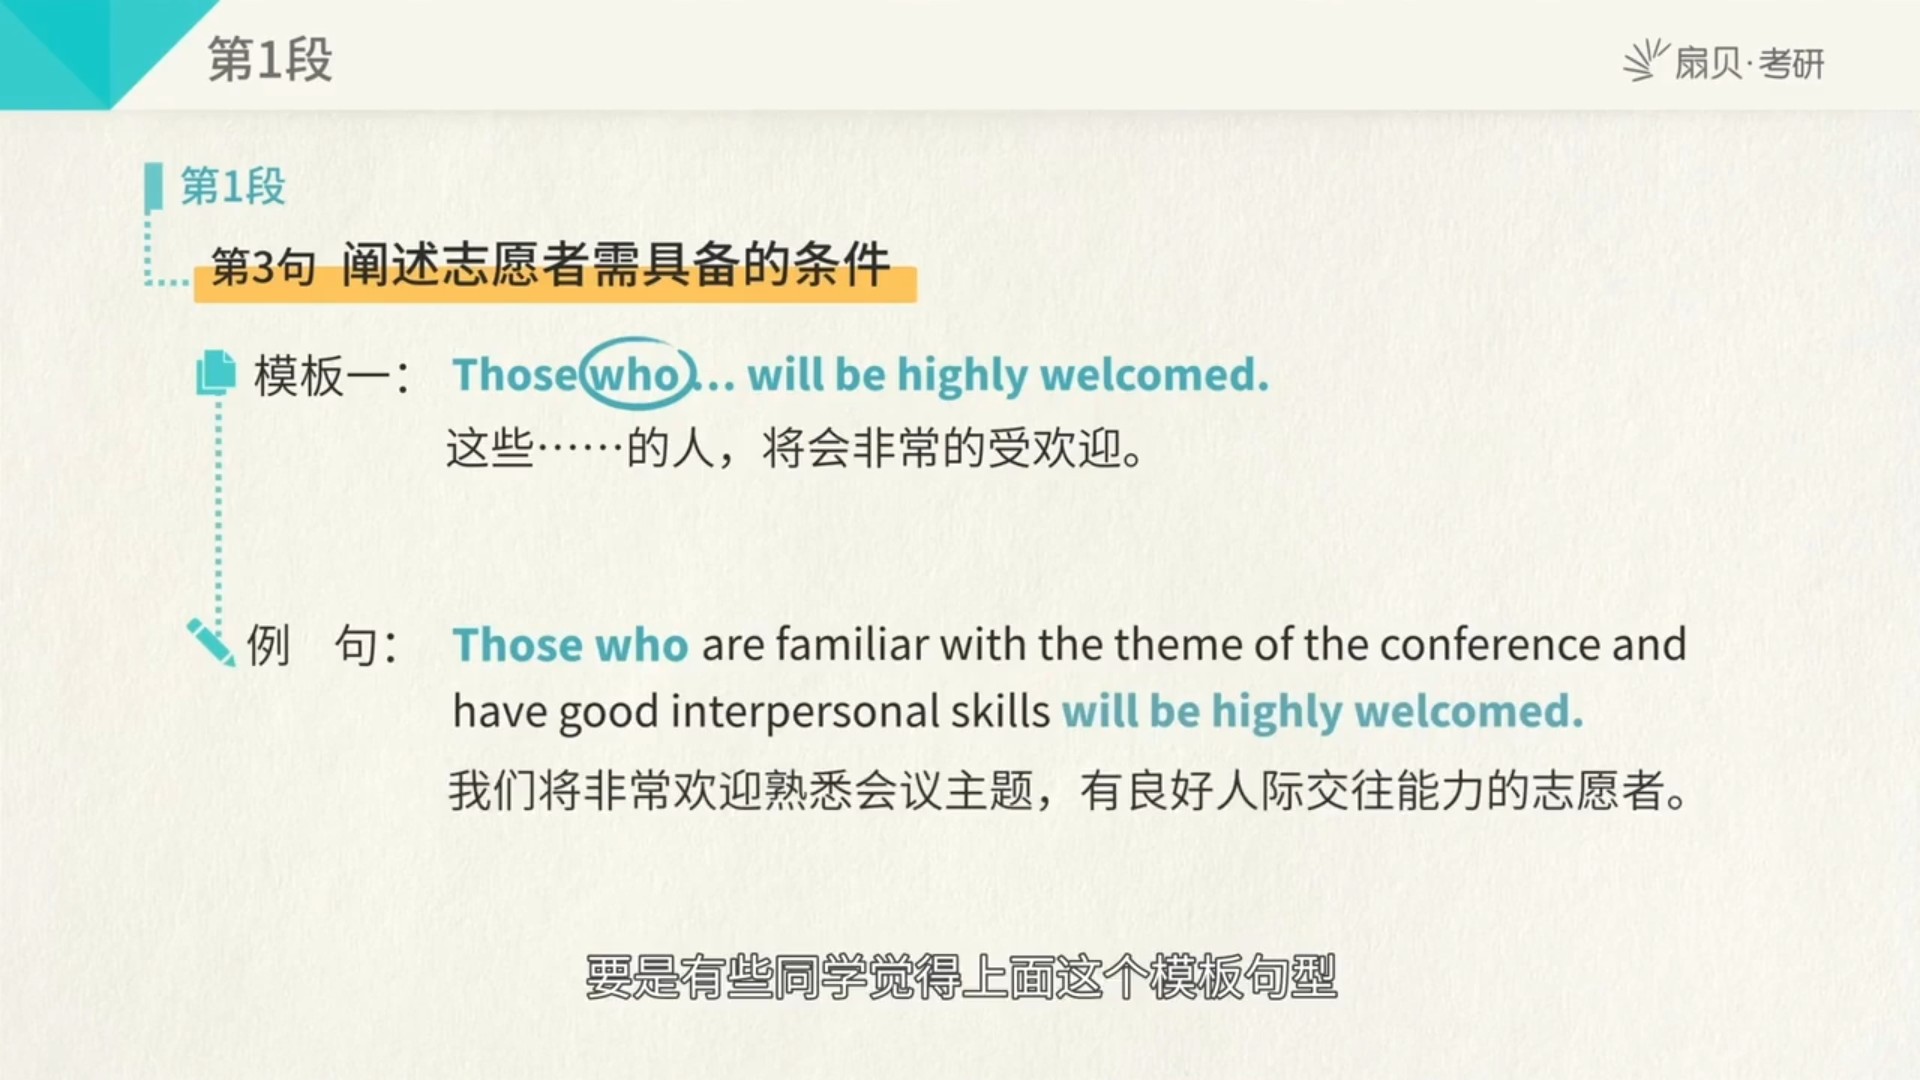 第1段
扇贝·考研
第1段
第3句 阐述志愿者需具备的条件
模板一： Those who... will be highly welcomed.
这些……的人，将会非常的受欢迎。
例 句： Those who are familiar with the theme of the conference and
have good interpersonal skills will be highly welcomed.
我们将非常欢迎熟悉会议主题，有良好人际交往能力的志愿者。
要是有些同学觉得上面这个模板句型